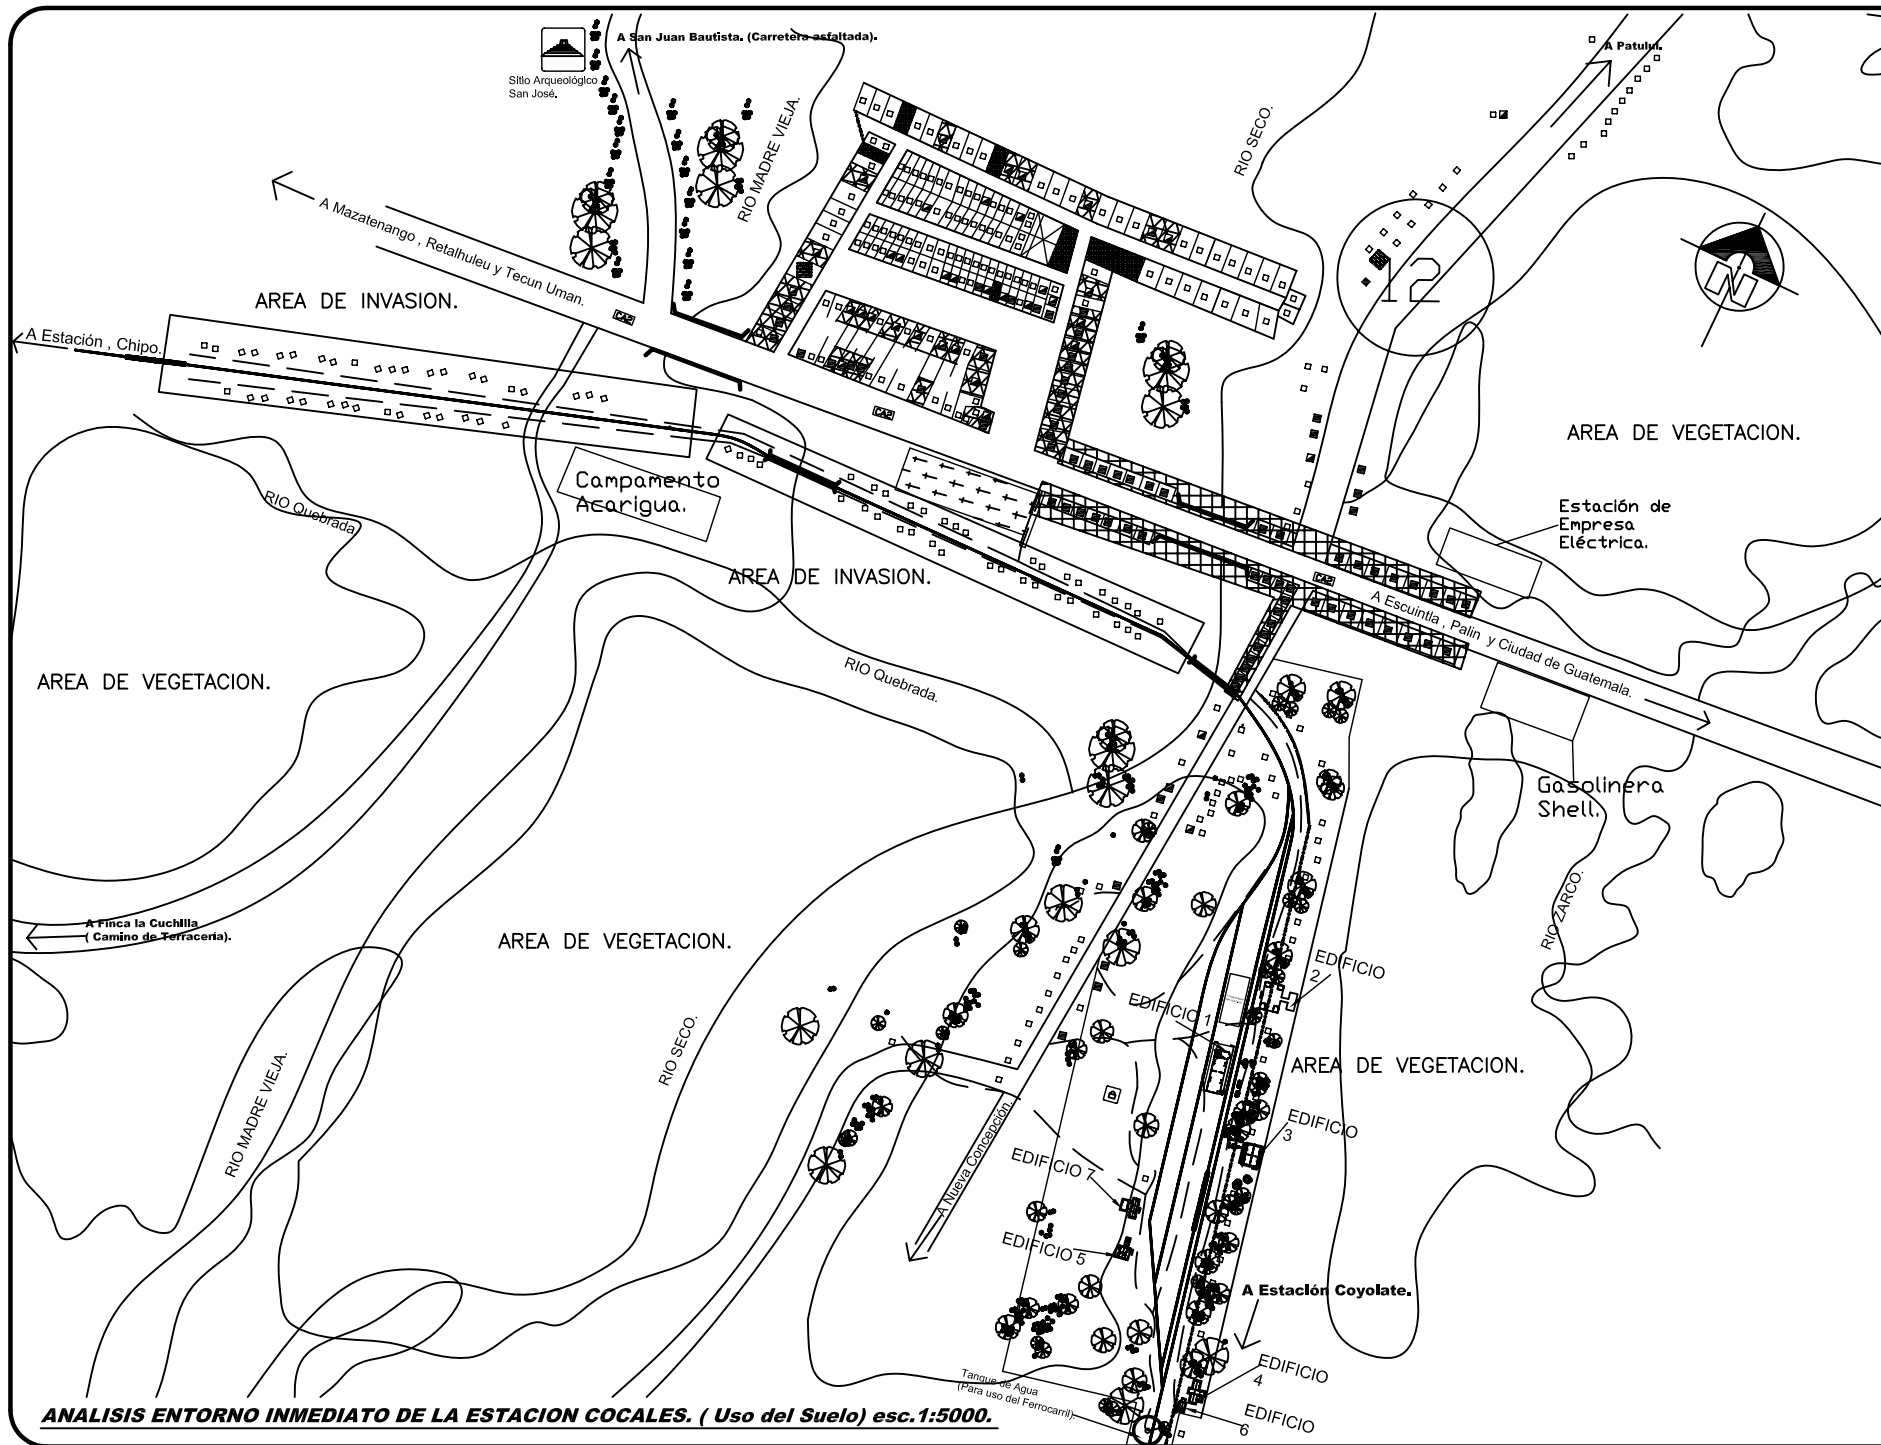 A San Juan Bautista. (Carretera asfaltada).
A Patulul.
Sitio Arqueológico
San José.
RIO MADRE VIEJA.
RIO SECO.
A Mazatenango , Retalhuleu y Tecun Uman.
12
N
AREA DE INVASION.
CA2
A Estación , Chipo.
CA2
AREA DE VEGETACION.
Campamento
Acarigua.
RIO Quebrada
Estación de
Empresa
Eléctrica.
AREA DE INVASION.
CA2
A Escuintla , Palin y Ciudad de Guatemala.
RIO Quebrada.
AREA DE VEGETACION.
Gasolinera
Shell.
A Finca la Cuchilla
( Camino de Terracería).
AREA DE VEGETACION.
RIO ZARCO.
EDIFICIO
2
EDIFICIO 1
RIO SECO.
RIO MADRE VIEJA.
AREA DE VEGETACION.
EDIFICIO
3
A Nueva Concepción.
EDIFICIO 7
EDIFICIO 5
A Estación Coyolate.
EDIFICIO
4
Tanque de Agua
(Para uso del Ferrocarril).
EDIFICIO
6
ANALISIS ENTORNO INMEDIATO DE LA ESTACION COCALES. ( Uso del Suelo) esc.1:5000.